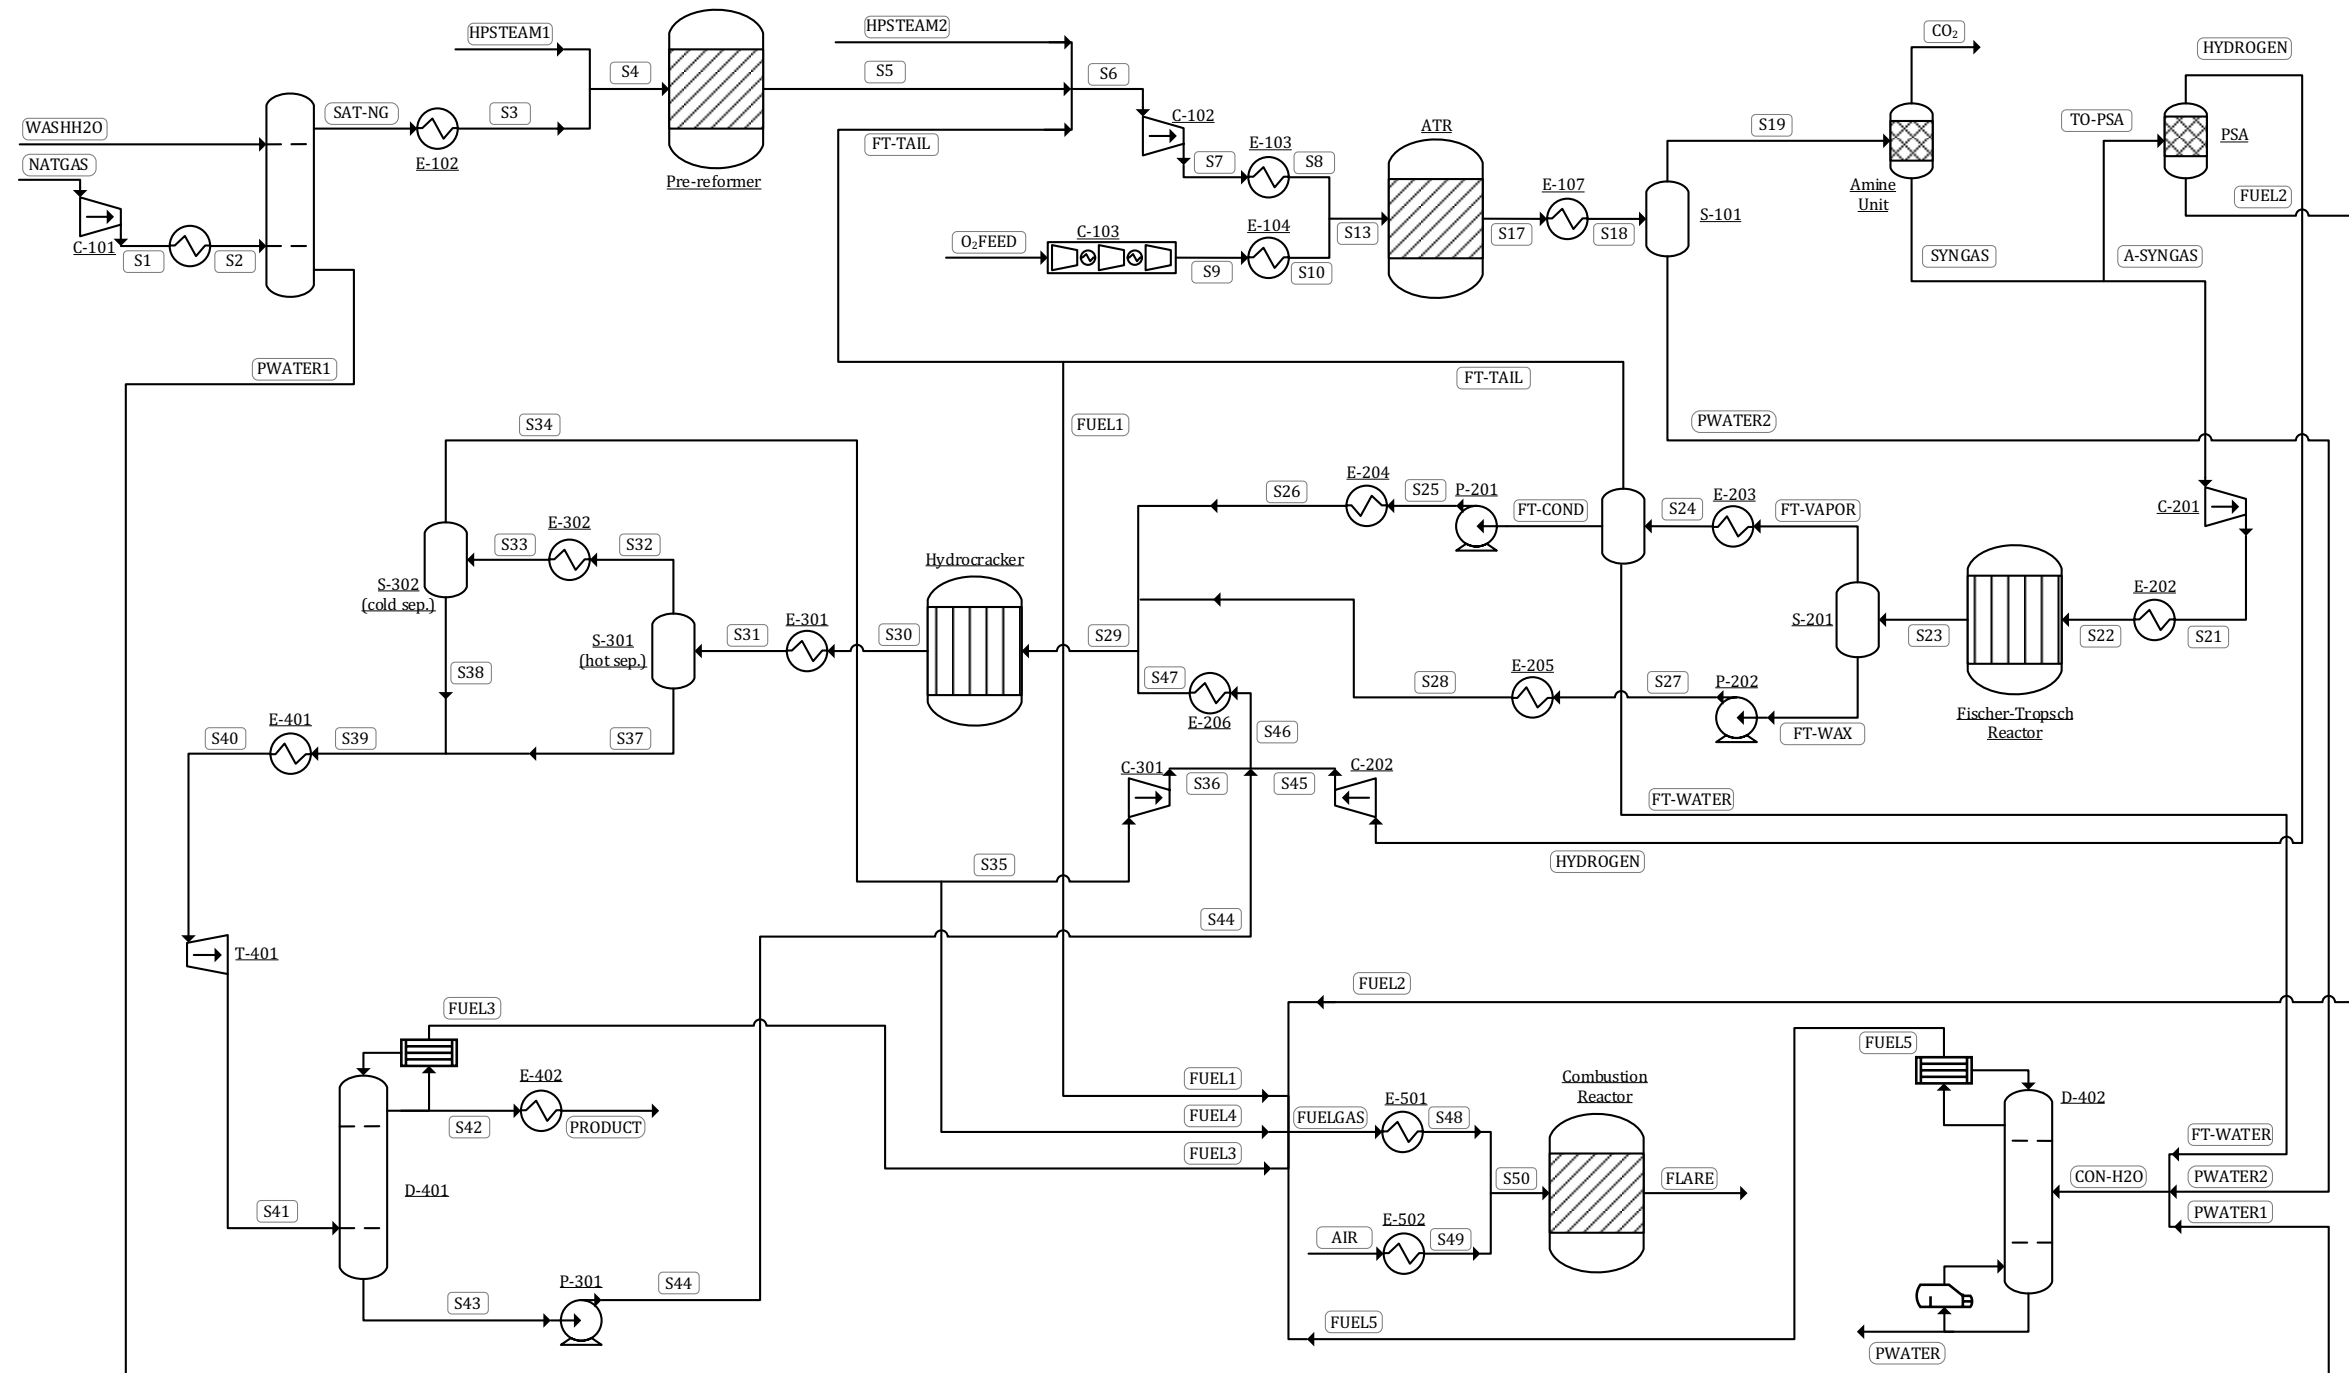 HPSTEAM1
HPSTEAM2
CO₂
HYDROGEN
S4
S5
S6
SAT-NG
S3
C-102
ATR
S19
TO-PSA
PSA
WASHH2O
NATGAS
E-102
FT-TAIL
S7
E-103
S8
Pre-reformer
E-107
Amine
Unit
FUEL2
C-101
S1
S2
O₂FEED
C-103
S9
E-104
S10
S13
S17
S18
S-101
SYNGAS
A-SYNGAS
PWATER1
FT-TAIL
S34
FUEL1
PWATER2
E-204
S26
S25
P-201
FT-COND
S24
E-203
FT-VAPOR
C-201
E-302
S33
S32
Hydrocracker
S-302
(cold sep.)
E-202
S-301
(hot sep.)
S31
E-301
S30
S29
S-201
S23
S22
S21
S38
S47
E-206
S28
E-205
S27
P-202
FT-WAX
Fischer-Tropsch
Reactor
S40
E-401
S39
S37
S46
C-301
S36
S45
C-202
FT-WATER
S35
HYDROGEN
S44
T-401
FUEL2
FUEL3
FUEL5
E-402
FUEL1
Combustion
Reactor
D-402
S42
PRODUCT
FUEL4
FUELGAS
E-501
S48
FUEL3
FT-WATER
D-401
S50
FLARE
CON-H2O
PWATER2
S41
AIR
E-502
S49
PWATER1
P-301
S44
S43
FUEL5
PWATER